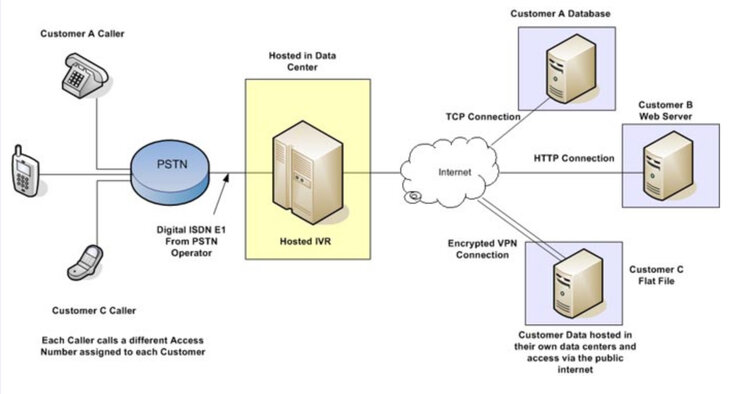 Customer A Caller
PSTN
Digital ISDN E1
From PSTN
Operator
Customer C Caller
Each Caller calls a different Access
Number assigned to each Customer
Hosted in Data
Center
Hosted IVR
Internet
Customer A Database
TCP Connection
Customer B
Web Server
HTTP Connection
Encrypted VPN
Connection
Customer C
Flat File
Customer Data hosted in
their own data centers and
access via the public
internet